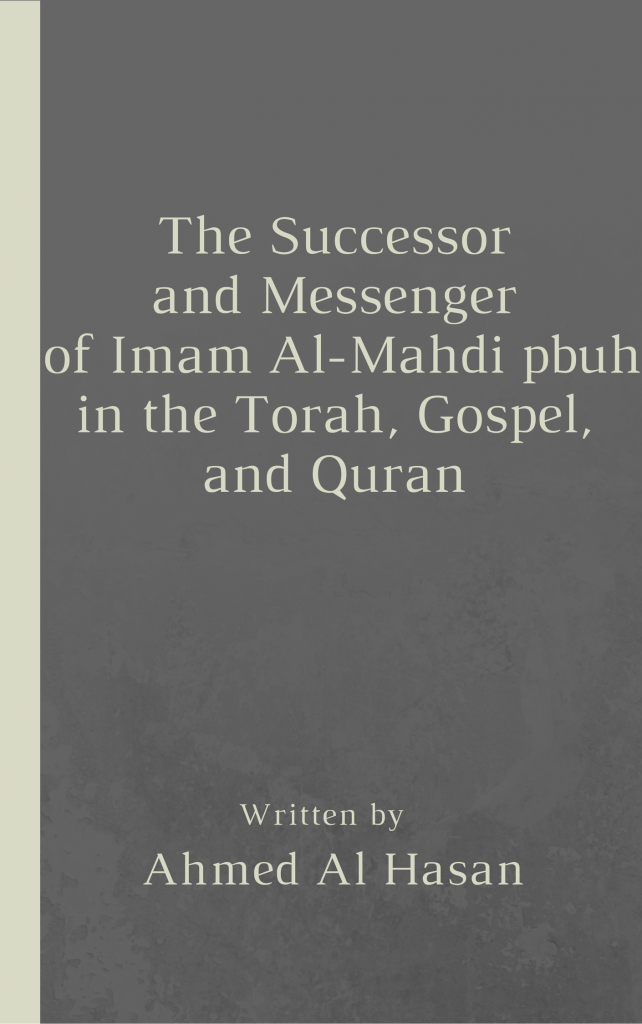 The Successor
and Messenger
of Imam Al-Mahdi pbuh
in the Torah, Gospel,
and Quran
Written by
Ahmed Al Hasan